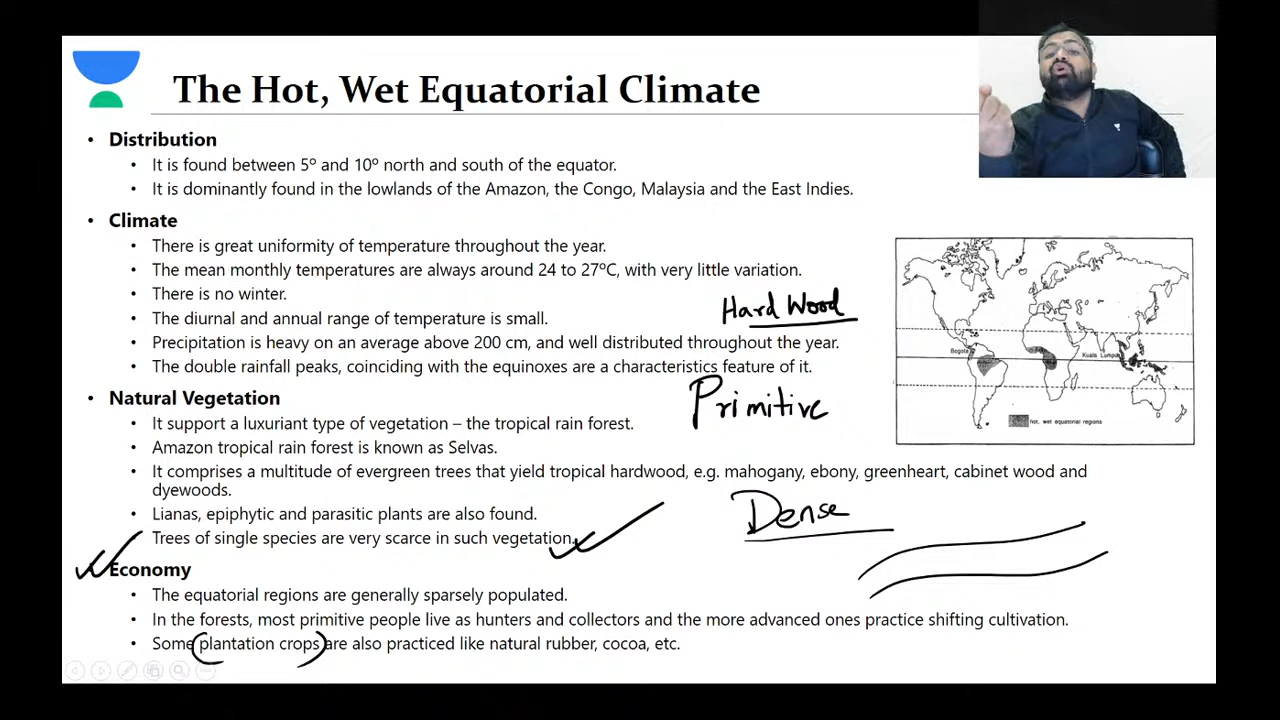 The Hot, Wet Equatorial Climate
• Distribution
• It is found between 5º and 10º north and south of the equator.
• It is dominantly found in the lowlands of the Amazon, the Congo, Malaysia and the East Indies.
• Climate
• There is great uniformity of temperature throughout the year.
• The mean monthly temperatures are always around 24 to 27ºC, with very little variation.
• There is no winter.
Hard Wood
• The diurnal and annual range of temperature is small.
• Precipitation is heavy on an average above 200 cm, and well distributed throughout the year.
• The double rainfall peaks, coinciding with the equinoxes are a characteristics feature of it.
Bogota
Kuala Lumpur
hot, wet equatorial regions
• Natural Vegetation
Primitive
• It support a luxuriant type of vegetation – the tropical rain forest.
• Amazon tropical rain forest is known as Selvas.
• It comprises a multitude of evergreen trees that yield tropical hardwood, e.g. mahogany, ebony, greenheart, cabinet wood and
dyewoods.
• Lianas, epiphytic and parasitic plants are also found.
Dense
Trees of single species are very scarce in such vegetation.
Economy
• The equatorial regions are generally sparsely populated.
• In the forests, most primitive people live as hunters and collectors and the more advanced ones practice shifting cultivation.
• Some (plantation crops) are also practiced like natural rubber, cocoa, etc.